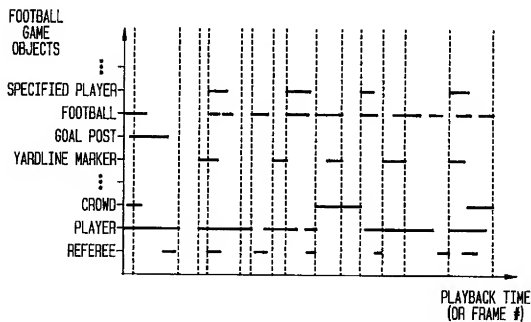 FOOTBALL
GAME
OBJECTS
SPECIFIED PLAYER
FOOTBALL
GOAL POST
YARDLINE MARKER
CROWD
PLAYER
REFEREE
PLAYBACK TIME
(OR FRAME #)